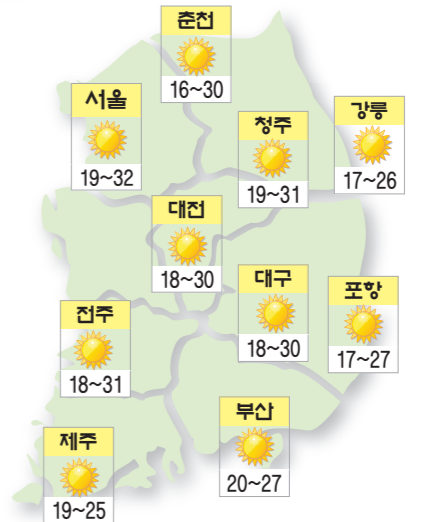 춘천
16~30
서울
19~32
강릉
17~26
청주
19~31
대전
18~30
대구
18~30
포항
17~27
전주
18~31
부산
20~27
제주
19~25